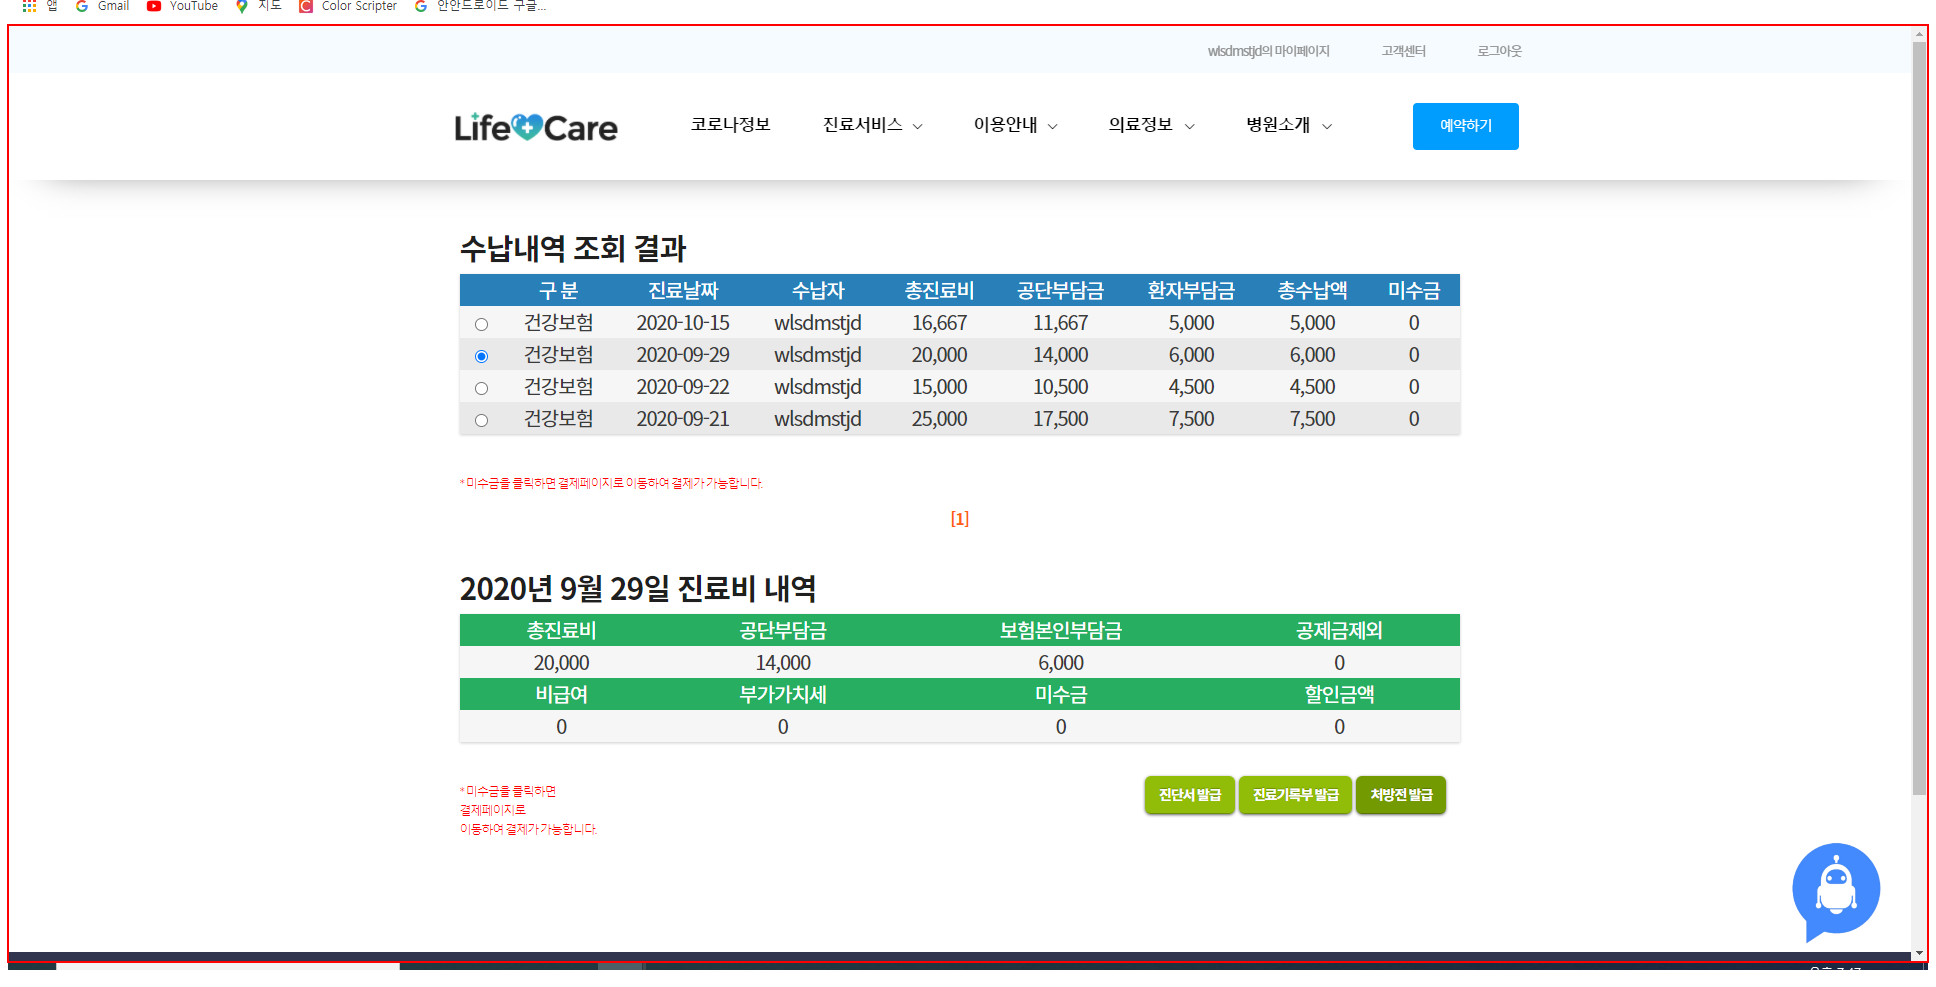 앱 Gmail YouTube 지도 Color Scripter 안안드로이드 구글...
wlsdmstjd의 마이페이지 고객센터 로그아웃
Life Care 코로나정보 진료서비스 이용안내 의료정보 병원소개 예약하기
수납내역 조회 결과
구 분 진료날짜 수납자 총진료비 공단부담금 환자부담금 총수납액 미수금
건강보험 2020-10-15 wlsdmstjd 16,667 11,667 5,000 5,000 0
건강보험 2020-09-29 wlsdmstjd 20,000 14,000 6,000 6,000 0
건강보험 2020-09-22 wlsdmstjd 15,000 10,500 4,500 4,500 0
건강보험 2020-09-21 wlsdmstjd 25,000 17,500 7,500 7,500 0
* 미수금을 클릭하면 결제페이지로 이동하여 결제가 가능합니다.
[1]
2020년 9월 29일 진료비 내역
총진료비 공단부담금 보험본인부담금 공제금제외
20,000 14,000 6,000 0
비급여 부가가치세 미수금 할인금액
0 0 0 0
* 미수금을 클릭하면
결제페이지로
이동하여 결제가 가능합니다.
진단서 발급 진료기록부 발급 처방전 발급